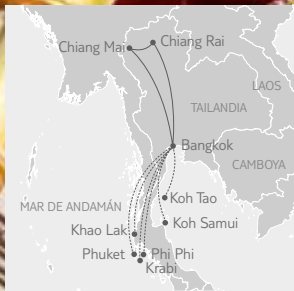 Chiang Mai
Chiang Rai
LAOS
TAILANDIA
Bangkok
CAMBOYA
Koh Tao
MAR DE ANDAMÁN
Koh Samui
Khao Lak
Phuket
Phi Phi
Krabi